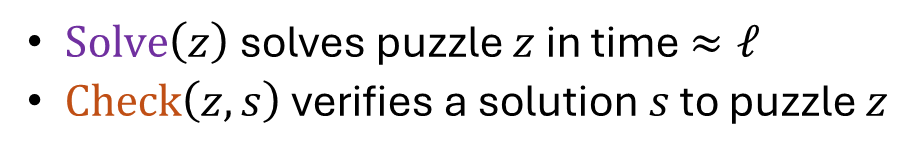 • Solve(𝑧) solves puzzle 𝑧 in time ≈ ℓ
• Check(𝑧, 𝑠) verifies a solution 𝑠 to puzzle 𝑧